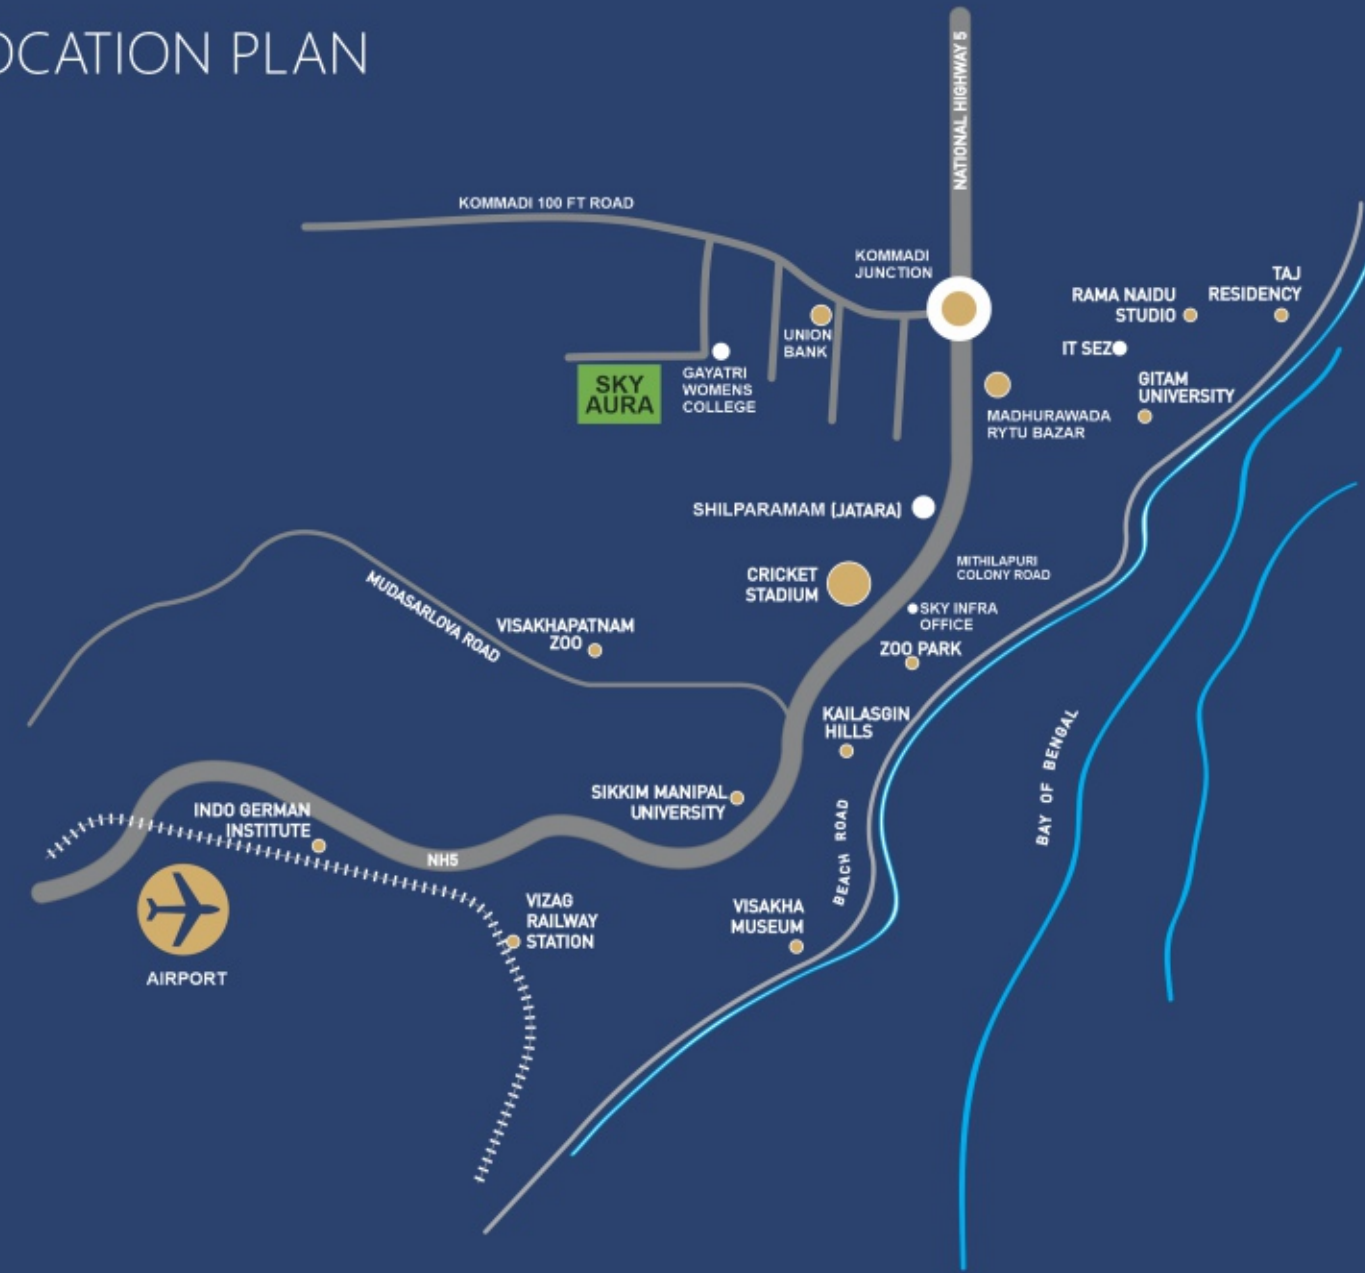 OCATION PLAN
NATIONAL HIGHWAY 5
KOMMADI 100 FT ROAD
KOMMADI
JUNCTION
TAJ
RESIDENCY
RAMA NAIDU
STUDIO
UNION
BANK
IT SEZ
GAYATRI
WOMENS
COLLEGE
SKY
AURA
GITAM
UNIVERSITY
MADHURAWADA
RYTU BAZAR
SHILPARAMAM (JATARA)
MITHILAPURI
COLONY ROAD
CRICKET
STADIUM
MUDASARLOVA ROAD
SKY INFRA
OFFICE
VISAKHAPATNAM
ZOO
ZOO PARK
KAILASGIN
HILLS
BAY OF BENGAL
SIKKIM MANIPAL
UNIVERSITY
INDO GERMAN
INSTITUTE
BEACH ROAD
NH5
VIZAG
RAILWAY
STATION
VISAKHA
MUSEUM
AIRPORT